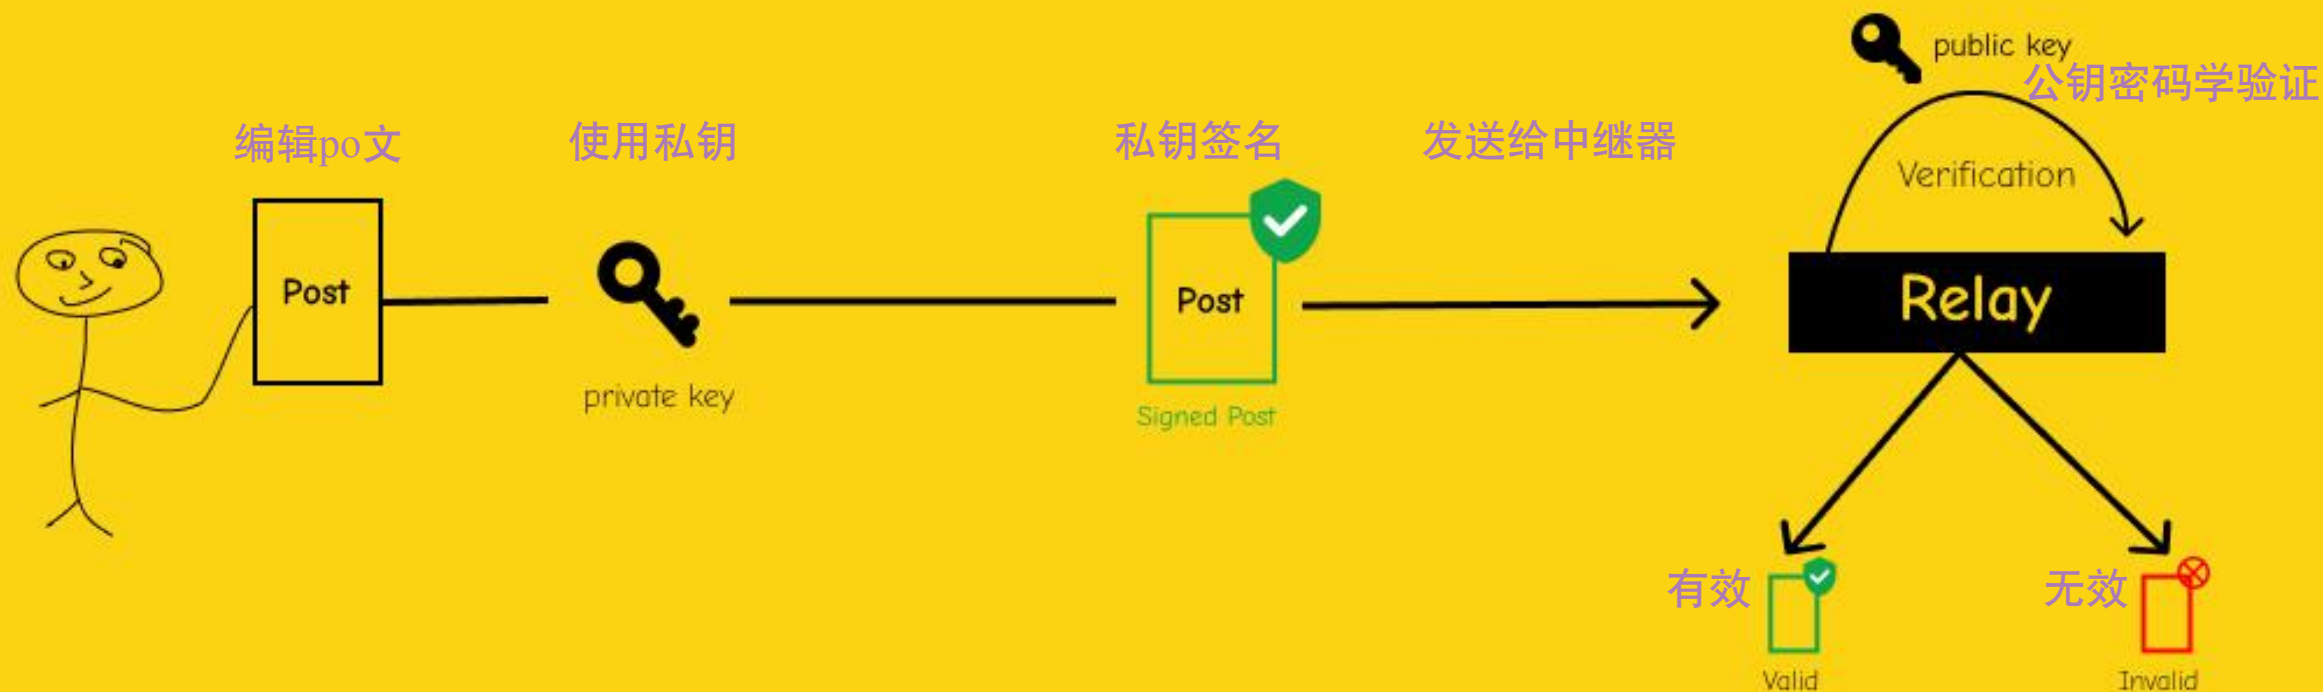 public key
公钥密码学验证
编辑po文
使用私钥
私钥签名
发送给中继器
Verification
Post
Post
Relay
private key
Signed Post
有效
无效
Valid
Invalid